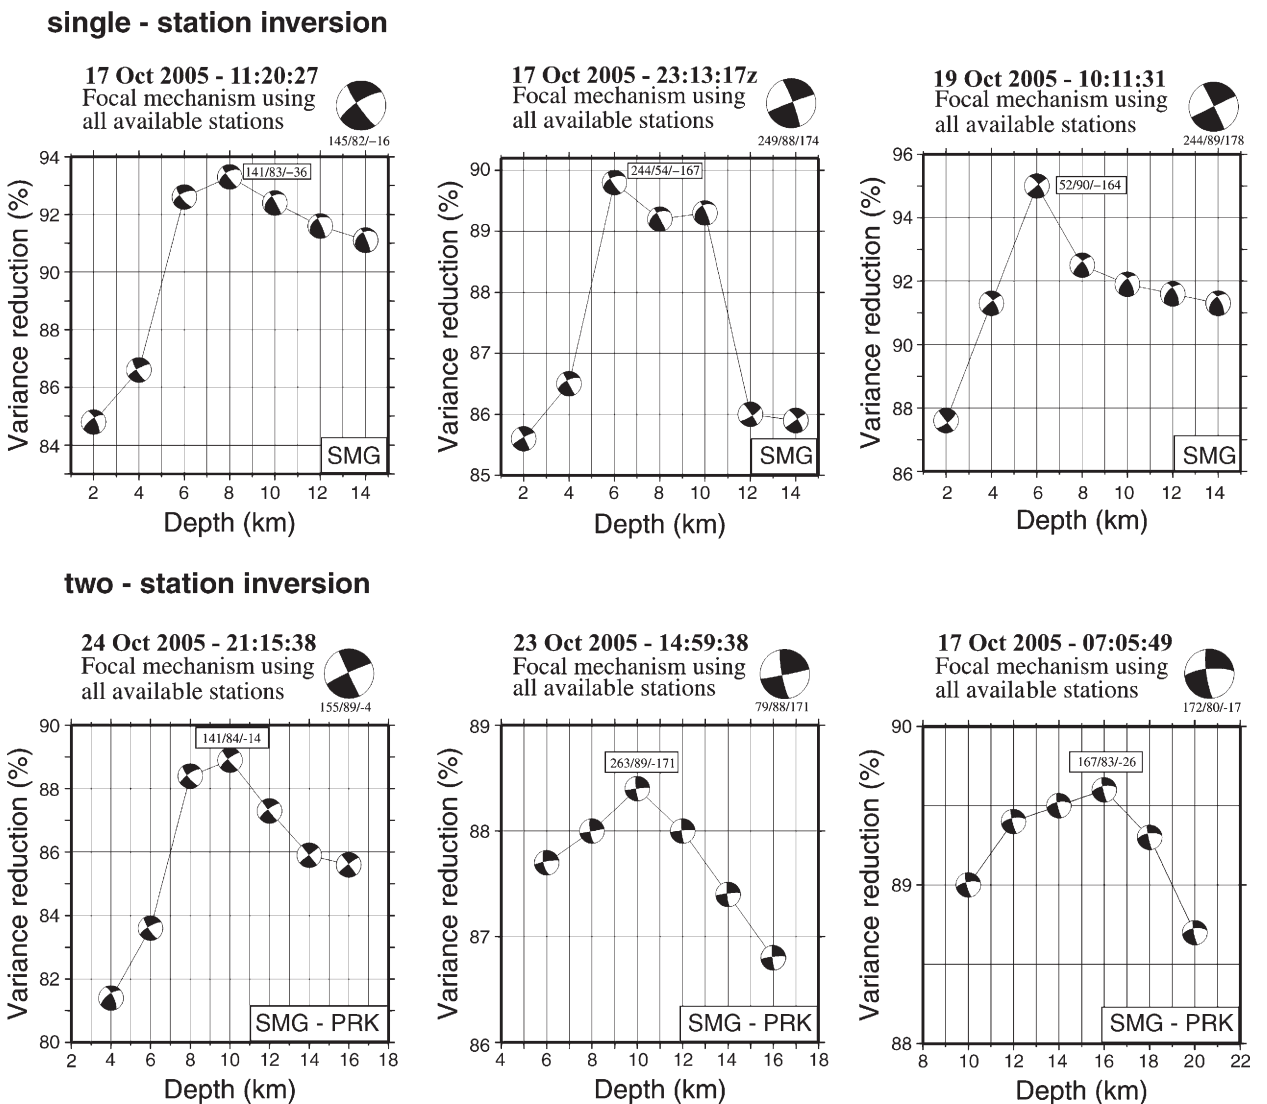 single - station inversion
17 Oct 2005 - 11:20:27
Focal mechanism using
all available stations
145/82/−16
94
92
90
88
86
84
Variance reduction (%)
141/83/−36
SMG
2 4 6 8 10 12 14
Depth (km)
17 Oct 2005 - 23:13:17z
Focal mechanism using
all available stations
249/88/174
90
89
88
87
86
85
Variance reduction (%)
244/54/−167
SMG
2 4 6 8 10 12 14
Depth (km)
19 Oct 2005 - 10:11:31
Focal mechanism using
all available stations
244/89/178
96
94
92
90
88
86
Variance reduction (%)
52/90/−164
SMG
2 4 6 8 10 12 14
Depth (km)
two - station inversion
24 Oct 2005 - 21:15:38
Focal mechanism using
all available stations
155/89/-4
90
88
86
84
82
80
Variance reduction (%)
141/84/-14
SMG - PRK
2 4 6 8 10 12 14 16
Depth (km)
23 Oct 2005 - 14:59:38
Focal mechanism using
all available stations
79/88/171
89
88
87
86
Variance reduction (%)
263/89/-171
SMG - PRK
4 6 8 10 12 14 16 18
Depth (km)
17 Oct 2005 - 07:05:49
Focal mechanism using
all available stations
172/80/-17
90
89
88
Variance reduction (%)
167/83/-26
SMG - PRK
8 10 12 14 16 18 20 22
Depth (km)